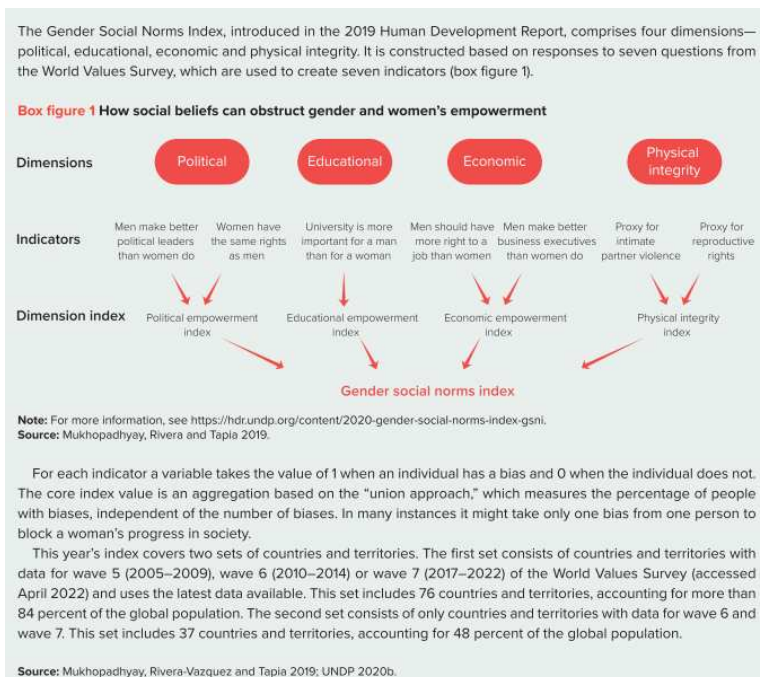 The Gender Social Norms Index, introduced in the 2019 Human Development Report, comprises four dimensions—
political, educational, economic and physical integrity. It is constructed based on responses to seven questions from
the World Values Survey, which are used to create seven indicators (box figure 1).
Box figure 1 How social beliefs can obstruct gender and women's empowerment
Dimensions
Political
Educational
Economic
Physical
integrity
Indicators
Men make better
political leaders
than women do
Women have
the same rights
as men
University is more
important for a man
than for a woman
Men should have
more right to a
job than women
Men make better
business executives
than women do
Proxy for
intimate
partner violence
Proxy for
reproductive
rights
Dimension index
Political empowerment
index
Educational empowerment
index
Economic empowerment
index
Physical integrity
index
Gender social norms index
Note: For more information, see https://hdr.undp.org/content/2020-gender-social-norms-index-gsni.
Source: Mukhopadhyay, Rivera and Tapia 2019.
For each indicator a variable takes the value of 1 when an individual has a bias and 0 when the individual does not.
The core index value is an aggregation based on the “union approach,” which measures the percentage of people
with biases, independent of the number of biases. In many instances it might take only one bias from one person to
block a woman's progress in society.
This year's index covers two sets of countries and territories. The first set consists of countries and territories with
data for wave 5 (2005–2009), wave 6 (2010–2014) or wave 7 (2017–2022) of the World Values Survey (accessed
April 2022) and uses the latest data available. This set includes 76 countries and territories, accounting for more than
84 percent of the global population. The second set consists of only countries and territories with data for wave 6 and
wave 7. This set includes 37 countries and territories, accounting for 48 percent of the global population.
Source: Mukhopadhyay, Rivera-Vazquez and Tapia 2019; UNDP 2020b.